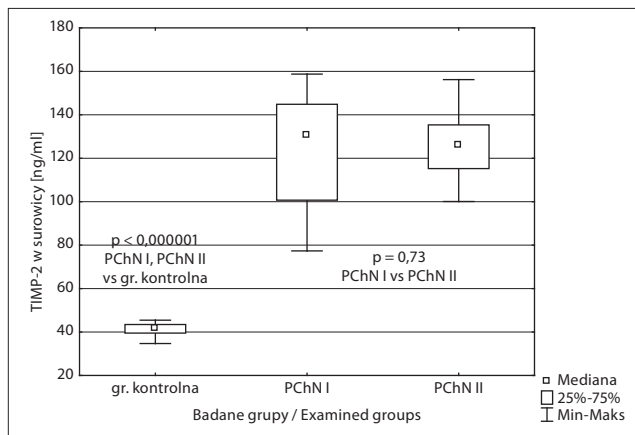 TIMP-2 w surowicy [ng/ml]
180
160
140
120
100
80
60
40
20
p < 0,000001
PChN I, PChN II
vs gr. kontrolna
p = 0,73
PChN I vs PChN II
gr. kontrolna
PChN I
PChN II
Badane grupy / Examined groups
Mediana
25%-75%
Min-Maks